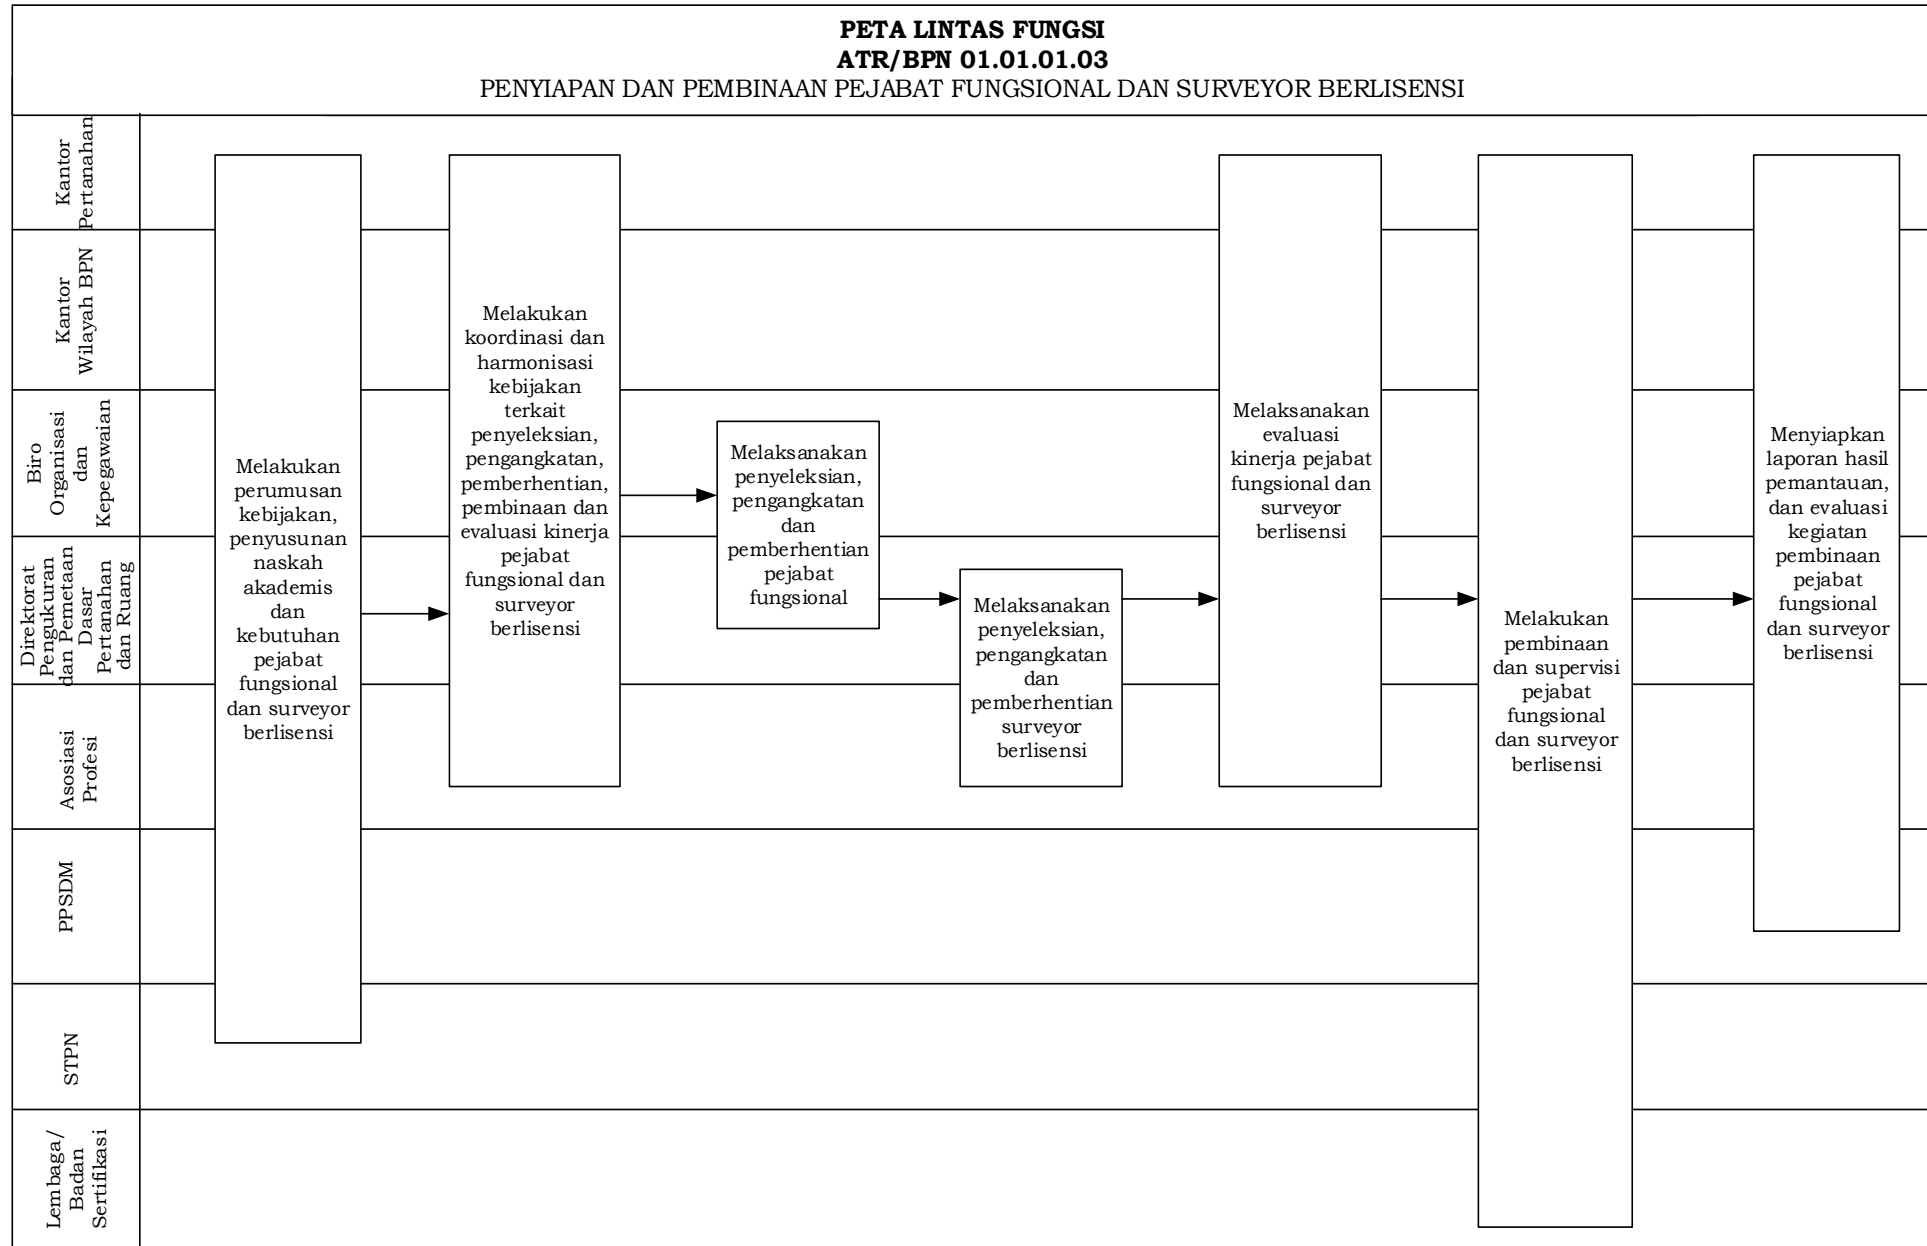 PETA LINTAS FUNGSI
ATR/BPN 01.01.01.03
PENYIAPAN DAN PEMBINAAN PEJABAT FUNGSIONAL DAN SURVEYOR BERLISENSI
Kantor
Pertanahan
Kantor
Wilayah BPN
Biro
Organisasi
dan
Kepegawaian
Direktorat
Pengukuran
dan Pemetaan
Dasar
Pertanahan
dan Ruang
Asosiasi
Profesi
PPSDM
STPN
Lembaga/
Badan
Sertifikasi
Melakukan
perumusan
kebijakan,
penyusunan
naskah
akademis
dan
kebutuhan
pejabat
fungsional
dan surveyor
berlisensi
Melakukan
koordinasi dan
harmonisasi
kebijakan
terkait
penyeleksian,
pengangkatan,
pemberhentian,
pembinaan dan
evaluasi kinerja
pejabat
fungsional dan
surveyor
berlisensi
Melaksanakan
penyeleksian,
pengangkatan
dan
pemberhentian
pejabat
fungsional
Melaksanakan
penyeleksian,
pengangkatan
dan
pemberhentian
surveyor
berlisensi
Melaksanakan
evaluasi
kinerja pejabat
fungsional dan
surveyor
berlisensi
Melakukan
pembinaan
dan supervisi
pejabat
fungsional
dan surveyor
berlisensi
Menyiapkan
laporan hasil
pemantauan,
dan evaluasi
kegiatan
pembinaan
pejabat
fungsional
dan surveyor
berlisensi